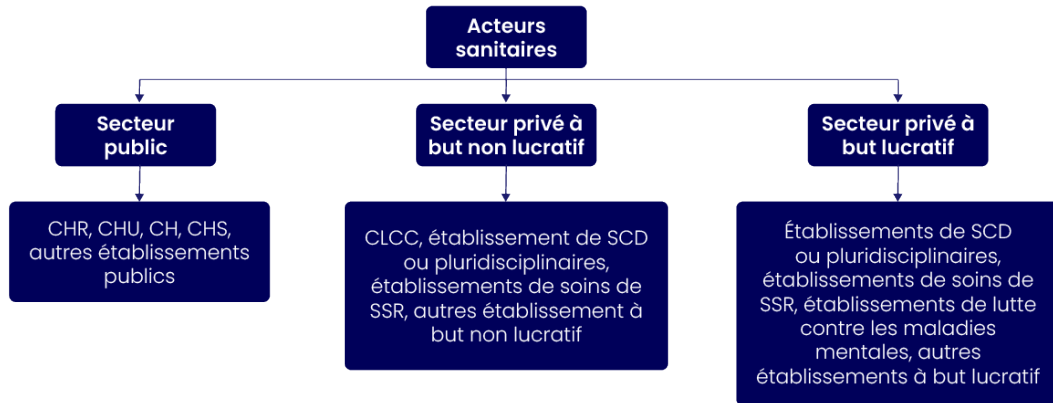 Acteurs
sanitaires
Secteur
public
Secteur privé à
but non lucratif
Secteur privé à
but lucratif
CHR, CHU, CH, CHS,
autres établissements
publics
CLCC, établissement de SCD
ou pluridisciplinaires,
établissements de soins de
SSR, autres établissement à
but non lucratif
Établissements de SCD
ou pluridisciplinaires,
établissements de soins de
SSR, établissements de lutte
contre les maladies
mentales, autres
établissements à but lucratif